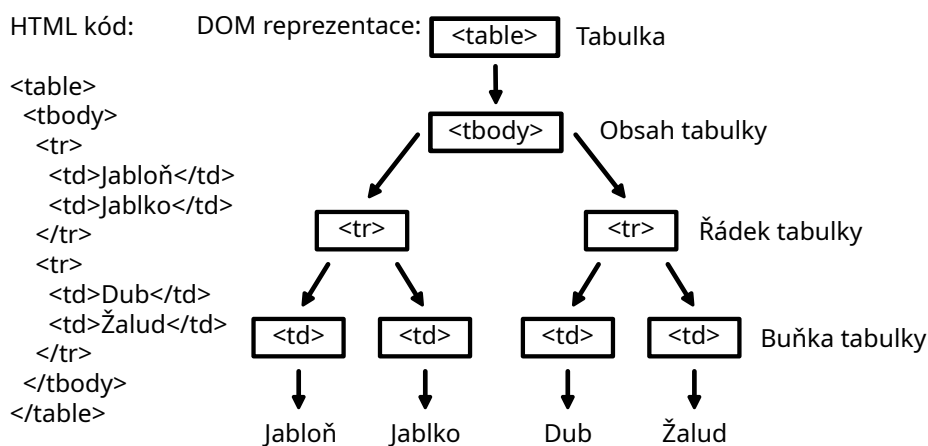 HTML kód:
<table>
<tbody>
<tr>
<td>Jabloň</td>
<td>Jablko</td>
</tr>
<tr>
<td>Dub</td>
<td>Žalud</td>
</tr>
</tbody>
</table>
DOM reprezentace:
<table> Tabulka
<tbody> Obsah tabulky
<tr> <tr> Řádek tabulky
<td> <td> <td> <td> Buňka tabulky
Jabloň Jablko Dub Žalud